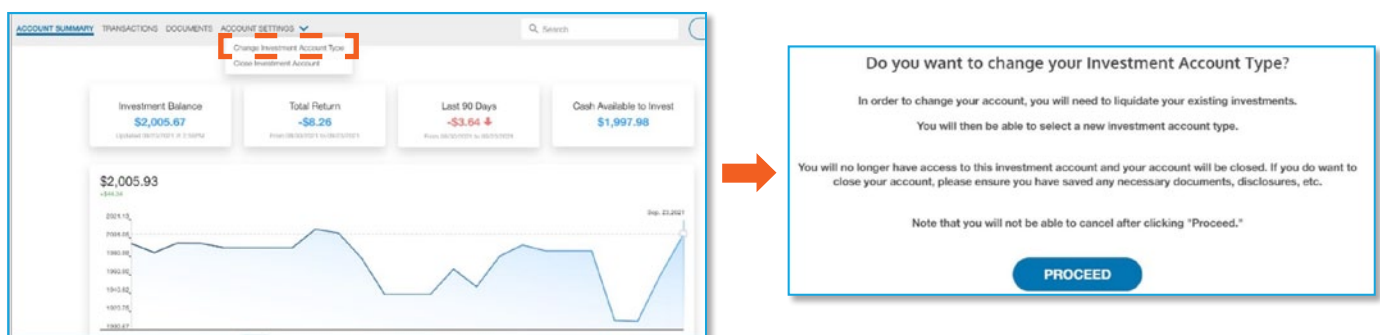 ACCOUNT SUMMARY TRANSACTIONS DOCUMENTS ACCOUNT SETTINGS
Search
Change Investment Account Type
Close Investment Account
Investment Balance
$2,005.67
Total Return
-$8.26
Last 90 Days
-$3.64
Cash Available to Invest
$1,997.98
$2,005.93
Sep. 23, 2021
Do you want to change your Investment Account Type?
In order to change your account, you will need to liquidate your existing investments.
You will then be able to select a new investment account type.
You will no longer have access to this investment account and your account will be closed. If you do want to
close your account, please ensure you have saved any necessary documents, disclosures, etc.
Note that you will not be able to cancel after clicking "Proceed."
PROCEED